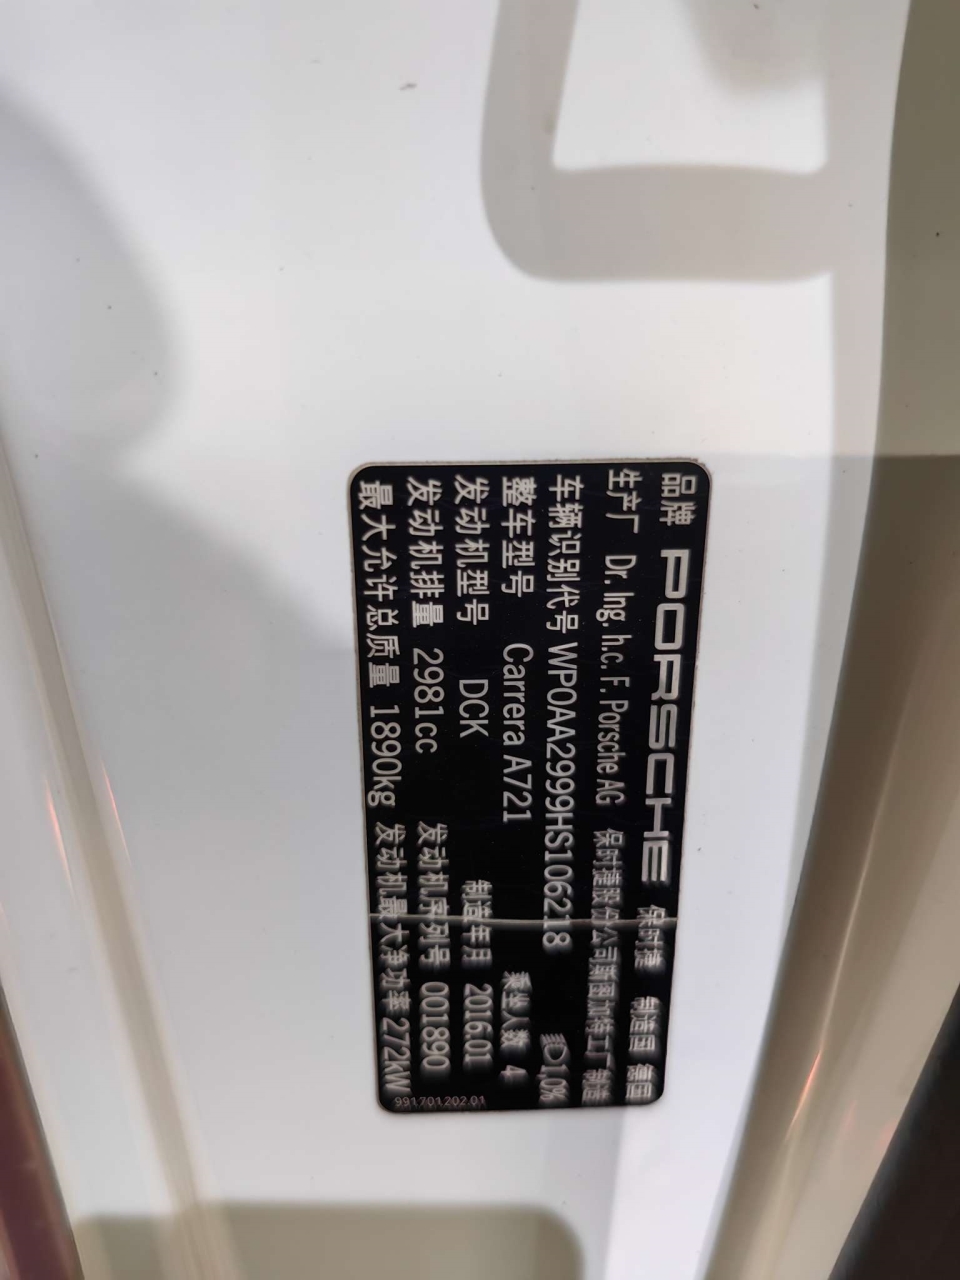 品牌 PORSCHE 保时捷 制造国 德国
生产厂 Dr. Ing. h.c. F. Porsche AG 保时捷股份公司斯图加特工厂制造
车辆识别代号 WP0AA2999HS106218 1,0%
整车型号 Carrera A721 乘坐人数 4
发动机型号 DCK 制造年月 2016.01
发动机排量 2981cc 发动机序列号 001890
最大允许总质量 1890kg 发动机最大净功率 272kW
991701202.01